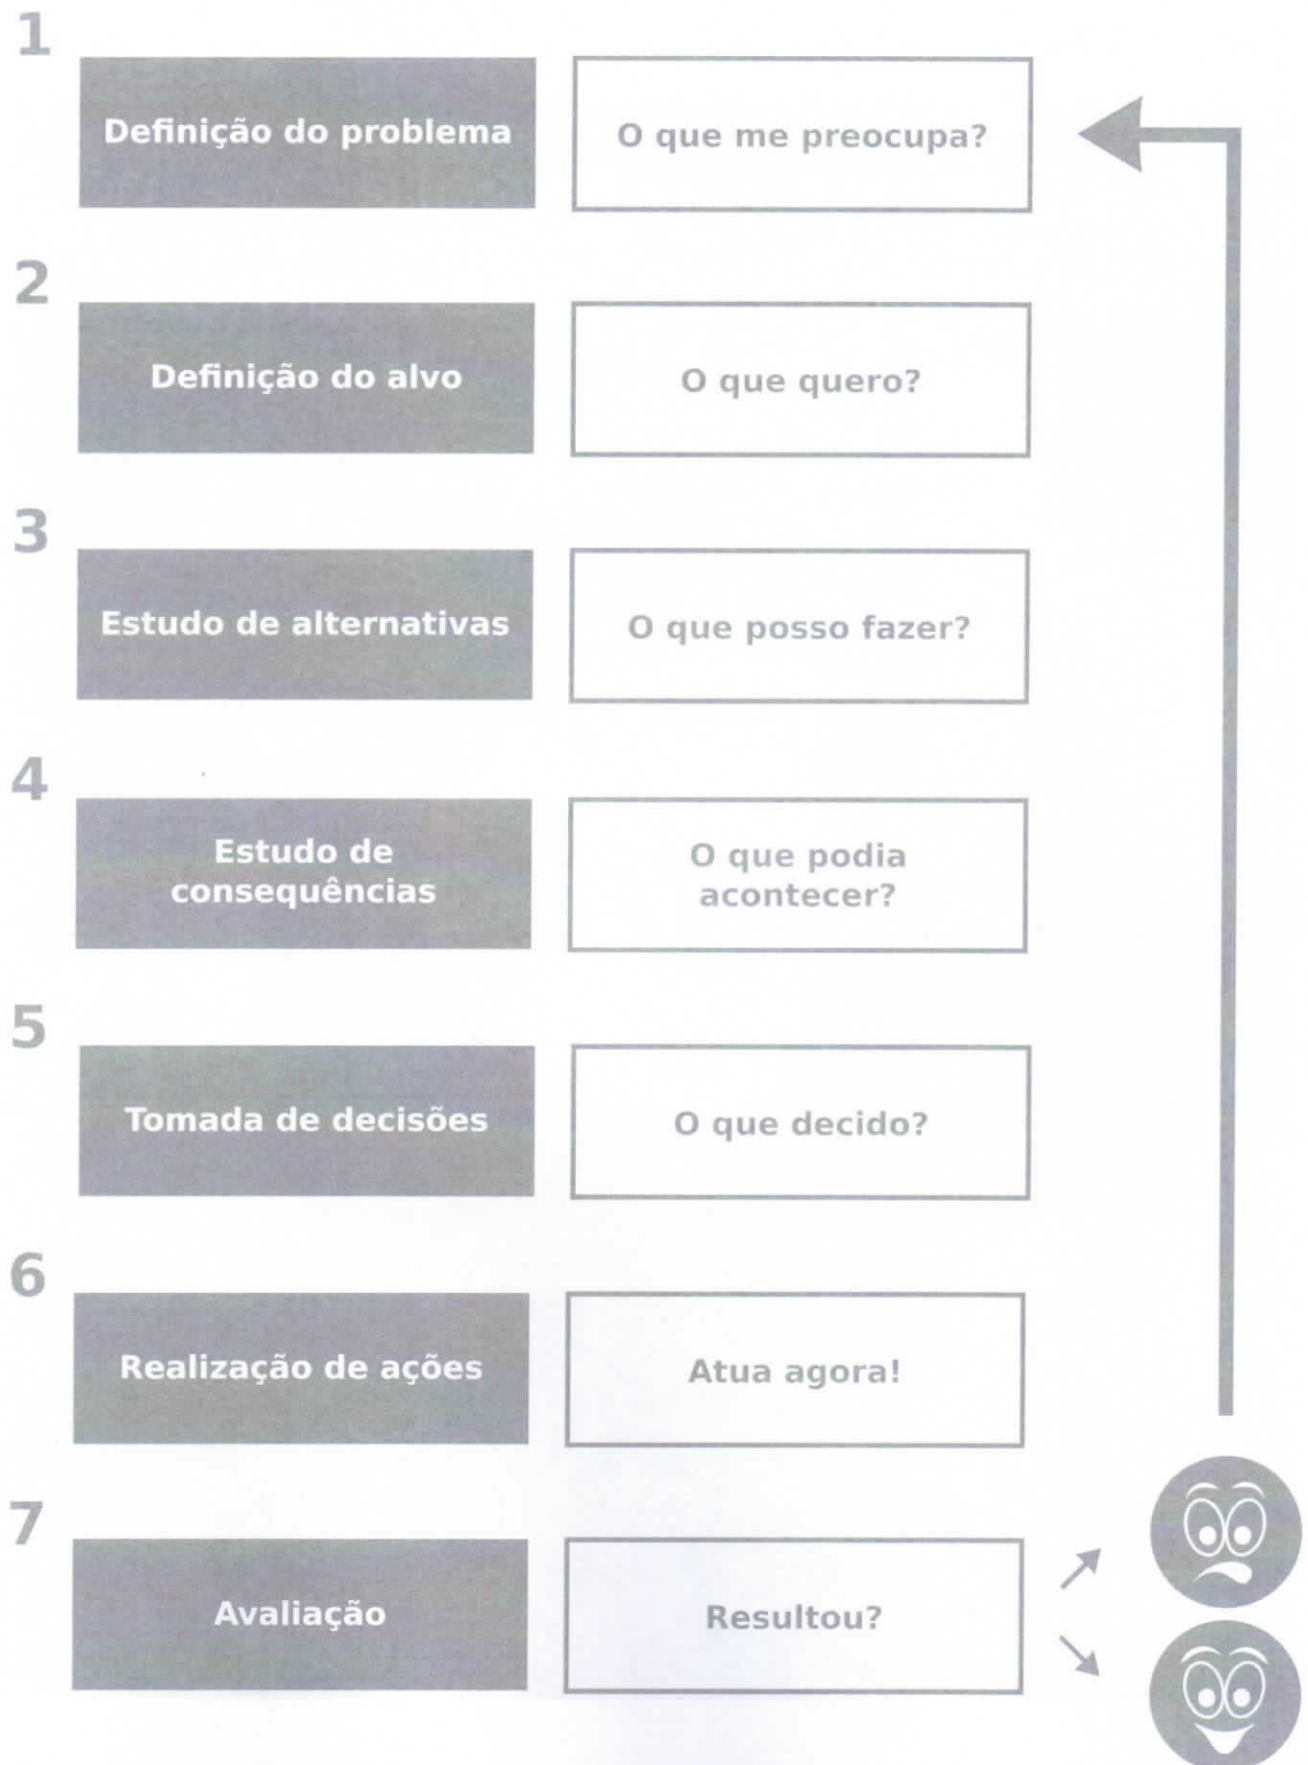 1
Definição do problema
O que me preocupa?
2
Definição do alvo
O que quero?
3
Estudo de alternativas
O que posso fazer?
4
Estudo de
consequências
O que podia
acontecer?
5
Tomada de decisões
O que decido?
6
Realização de ações
Atua agora!
7
Avaliação
Resultou?